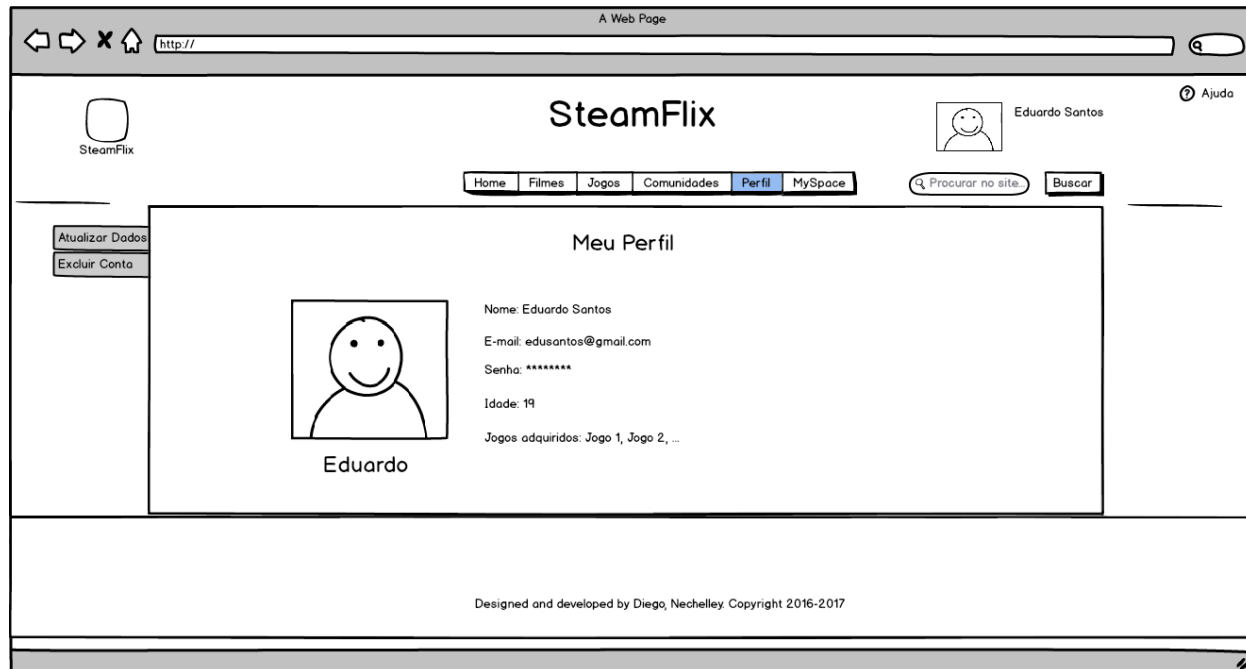 A Web Page
http://
Ajuda
SteamFlix
Eduardo Santos
SteamFlix
Home Filmes Jogos Comunidades Perfil MySpace
Procurar no site... Buscar
Atualizar Dados
Excluir Conta
Meu Perfil
Nome: Eduardo Santos
E-mail: edusantos@gmail.com
Senha: ********
Idade: 19
Jogos adquiridos: Jogo 1, Jogo 2, ...
Eduardo
Designed and developed by Diego, Nechelley. Copyright 2016-2017